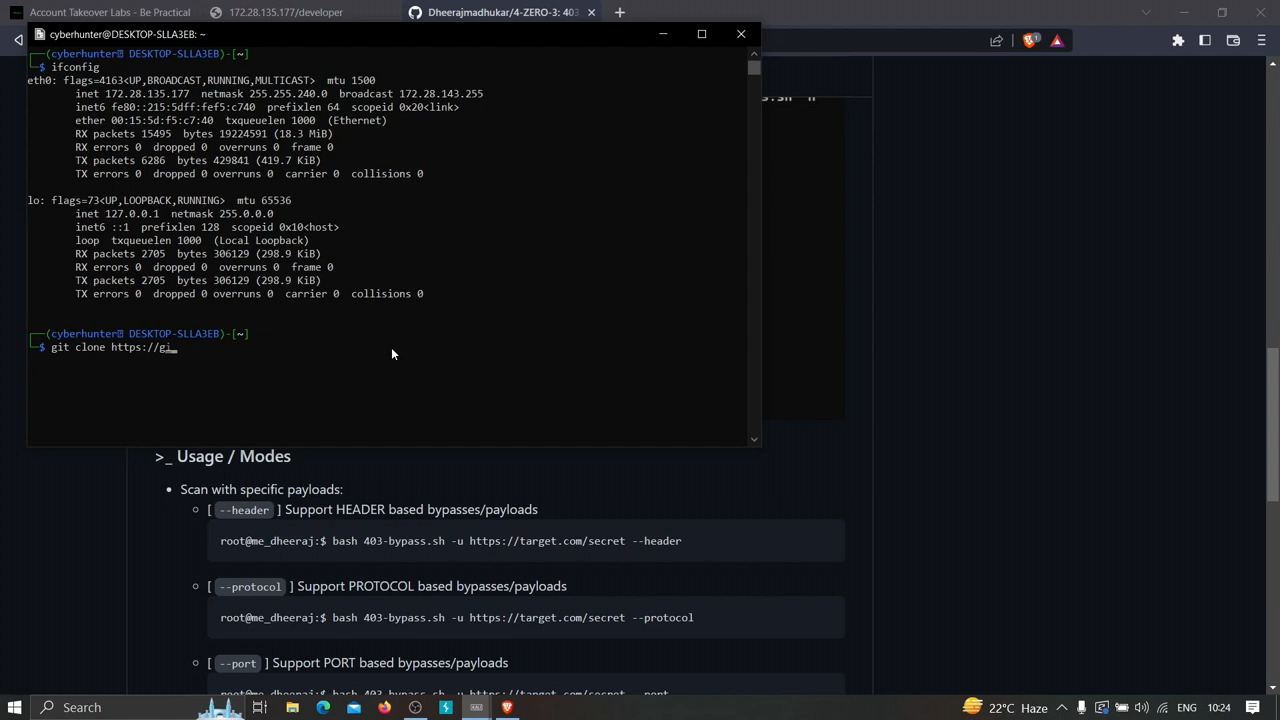 Account Takeover Labs - Be Practical
172.28.135.177/developer
Dheerajmadhukar/4-ZERO-3: 403
cyberhunter@DESKTOP-SLLA3EB: ~
1
(cyberhunter DESKTOP-SLLA3EB)-[~]
$ ifconfig
eth0: flags=4163<UP,BROADCAST,RUNNING,MULTICAST>  mtu 1500
inet 172.28.135.177  netmask 255.255.240.0  broadcast 172.28.143.255
inet6 fe80::215:5dff:fef5:c740  prefixlen 64  scopeid 0x20<link>
ether 00:15:5d:f5:c7:40  txqueuelen 1000  (Ethernet)
RX packets 15495  bytes 19224591 (18.3 MiB)
RX errors 0  dropped 0  overruns 0  frame 0
TX packets 6286  bytes 429841 (419.7 KiB)
TX errors 0  dropped 0 overruns 0  carrier 0  collisions 0
lo: flags=73<UP,LOOPBACK,RUNNING>  mtu 65536
inet 127.0.0.1  netmask 255.0.0.0
inet6 ::1  prefixlen 128  scopeid 0x10<host>
loop  txqueuelen 1000  (Local Loopback)
RX packets 2705  bytes 306129 (298.9 KiB)
RX errors 0  dropped 0  overruns 0  frame 0
TX packets 2705  bytes 306129 (298.9 KiB)
TX errors 0  dropped 0 overruns 0  carrier 0  collisions 0
(cyberhunter DESKTOP-SLLA3EB)-[~]
$ git clone https://gi
>_ Usage / Modes
Scan with specific payloads:
[ --header ] Support HEADER based bypasses/payloads
root@me_dheeraj:$ bash 403-bypass.sh -u https://target.com/secret --header
[ --protocol ] Support PROTOCOL based bypasses/payloads
root@me_dheeraj:$ bash 403-bypass.sh -u https://target.com/secret --protocol
[ --port ] Support PORT based bypasses/payloads
root@me_dheeraj:$ bash 403-bypass.sh -u https://target.com/secret --port
Search
22°C Haze
ENG
10:24